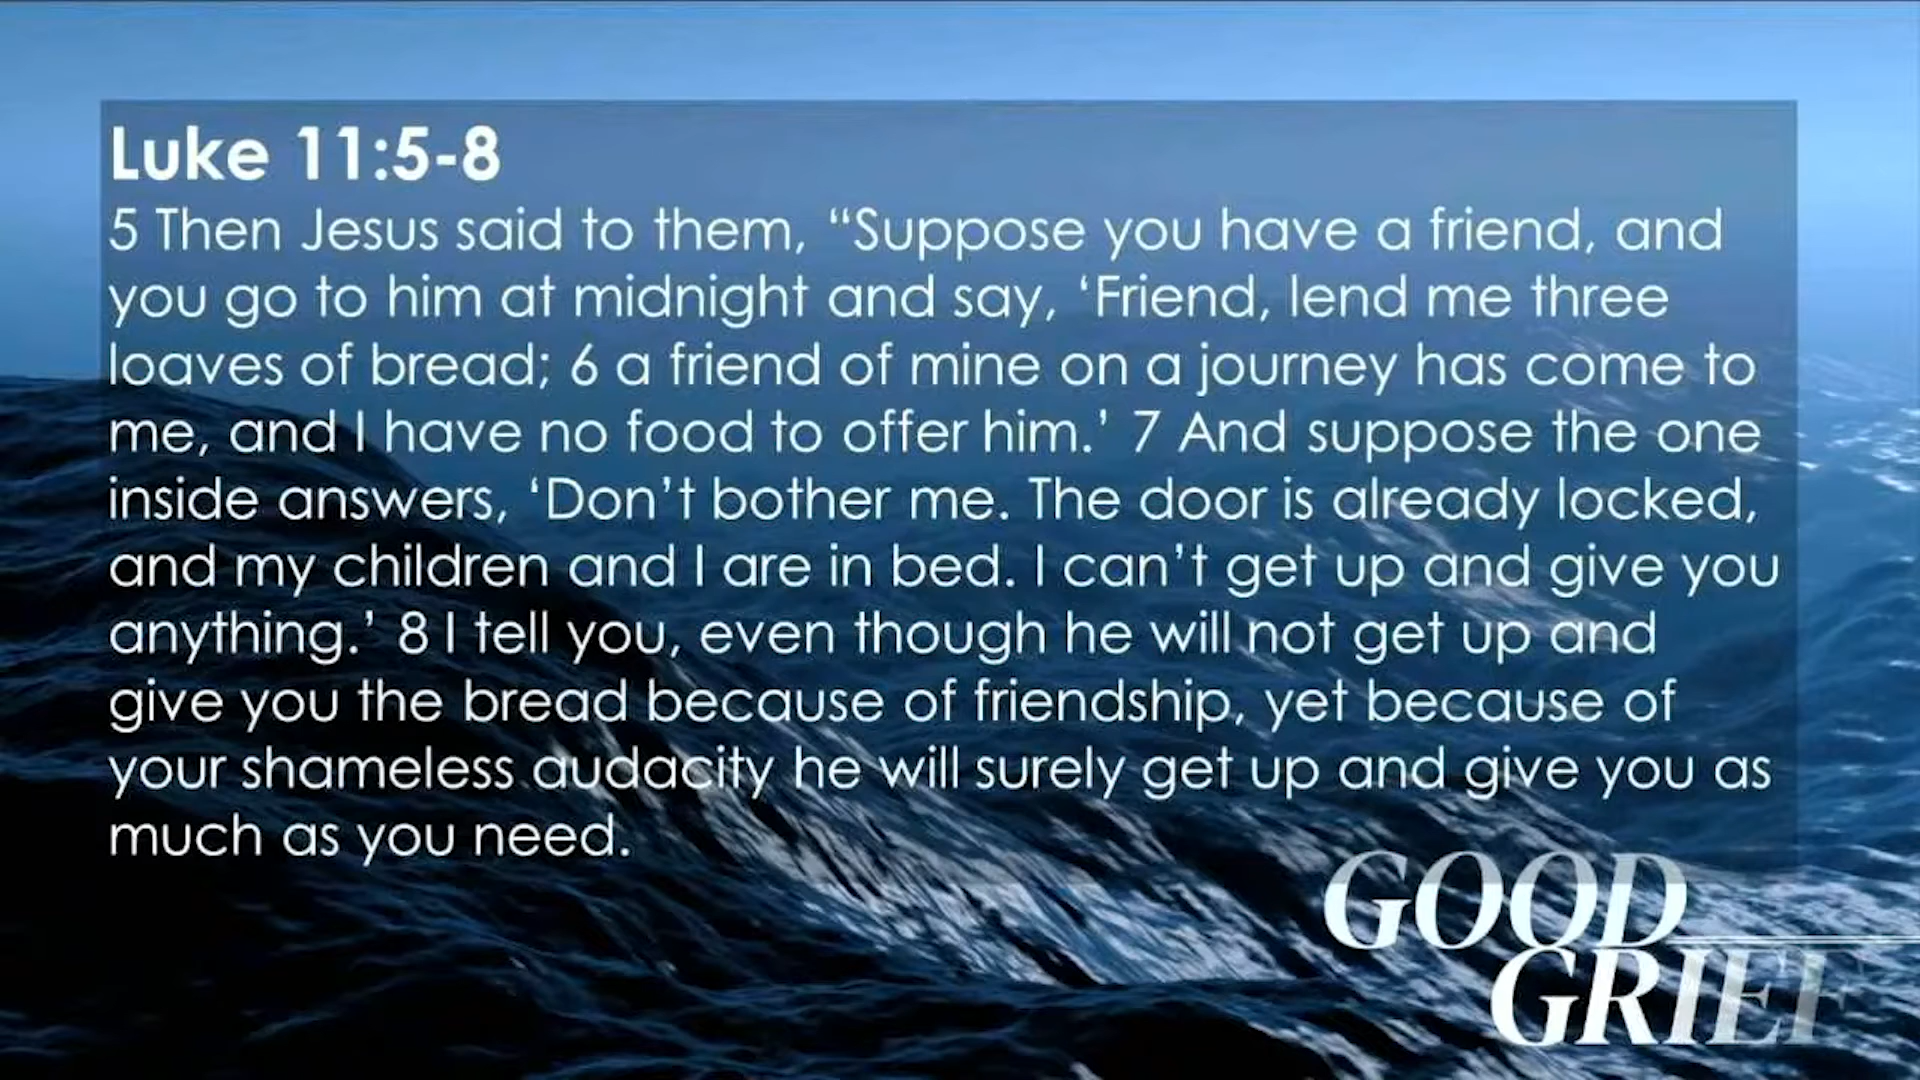 Luke 11:5-8
5 Then Jesus said to them, “Suppose you have a friend, and
you go to him at midnight and say, ‘Friend, lend me three
loaves of bread; 6 a friend of mine on a journey has come to
me, and I have no food to offer him.’ 7 And suppose the one
inside answers, ‘Don’t bother me. The door is already locked,
and my children and I are in bed. I can’t get up and give you
anything.’ 8 I tell you, even though he will not get up and
give you the bread because of friendship, yet because of
your shameless audacity he will surely get up and give you as
much as you need.
GOOD
GRIEF